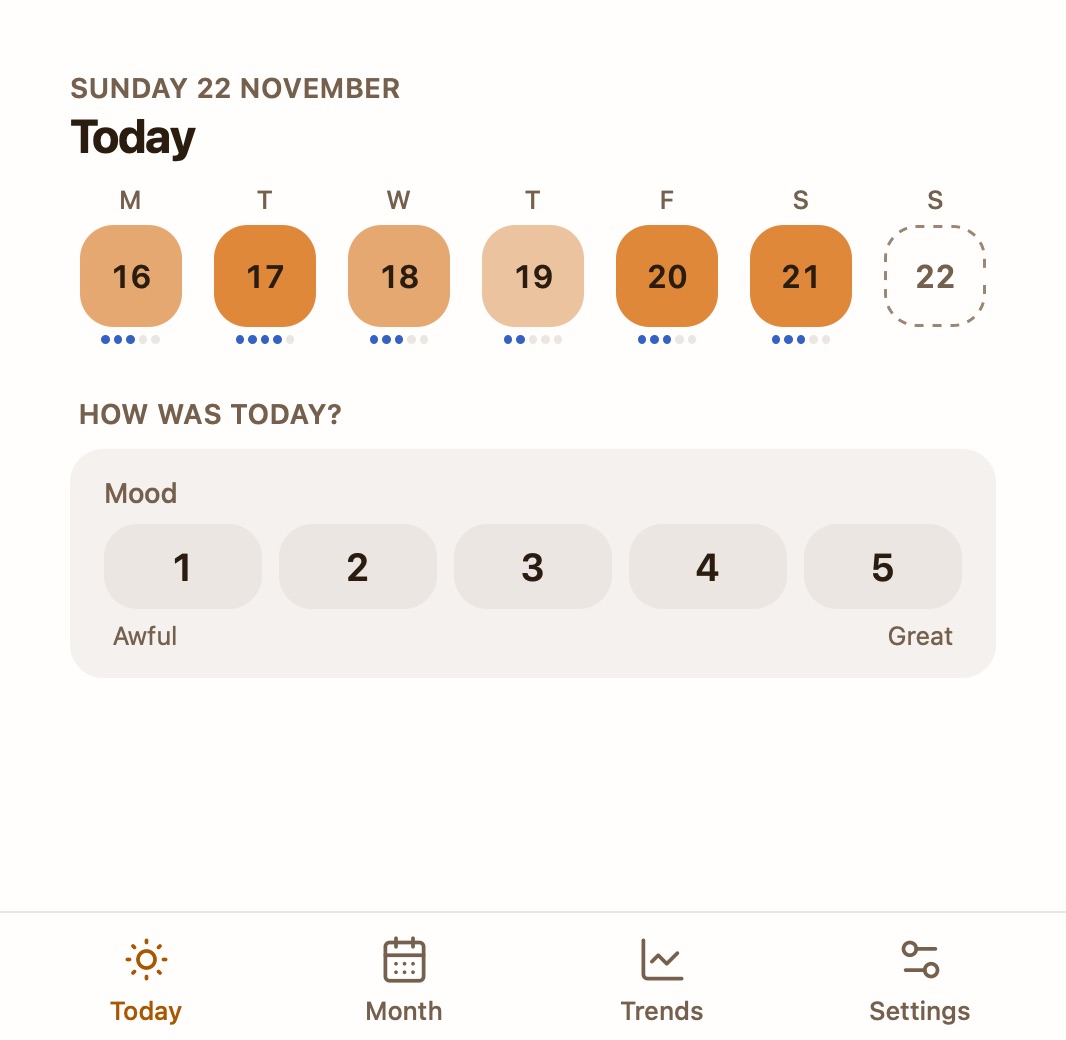 SUNDAY 22 NOVEMBER
Today
M T W T F S S
16 17 18 19 20 21 22
HOW WAS TODAY?
Mood
1 2 3 4 5
Awful Great
Today Month Trends Settings